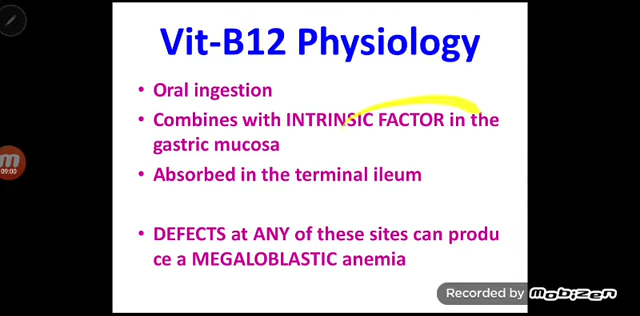 Vit-B12 Physiology
• Oral ingestion
• Combines with INTRINSIC FACTOR in the
gastric mucosa
• Absorbed in the terminal ileum
• DEFECTS at ANY of these sites can produ
ce a MEGALOBLASTIC anemia
09:00
Recorded by mobizen